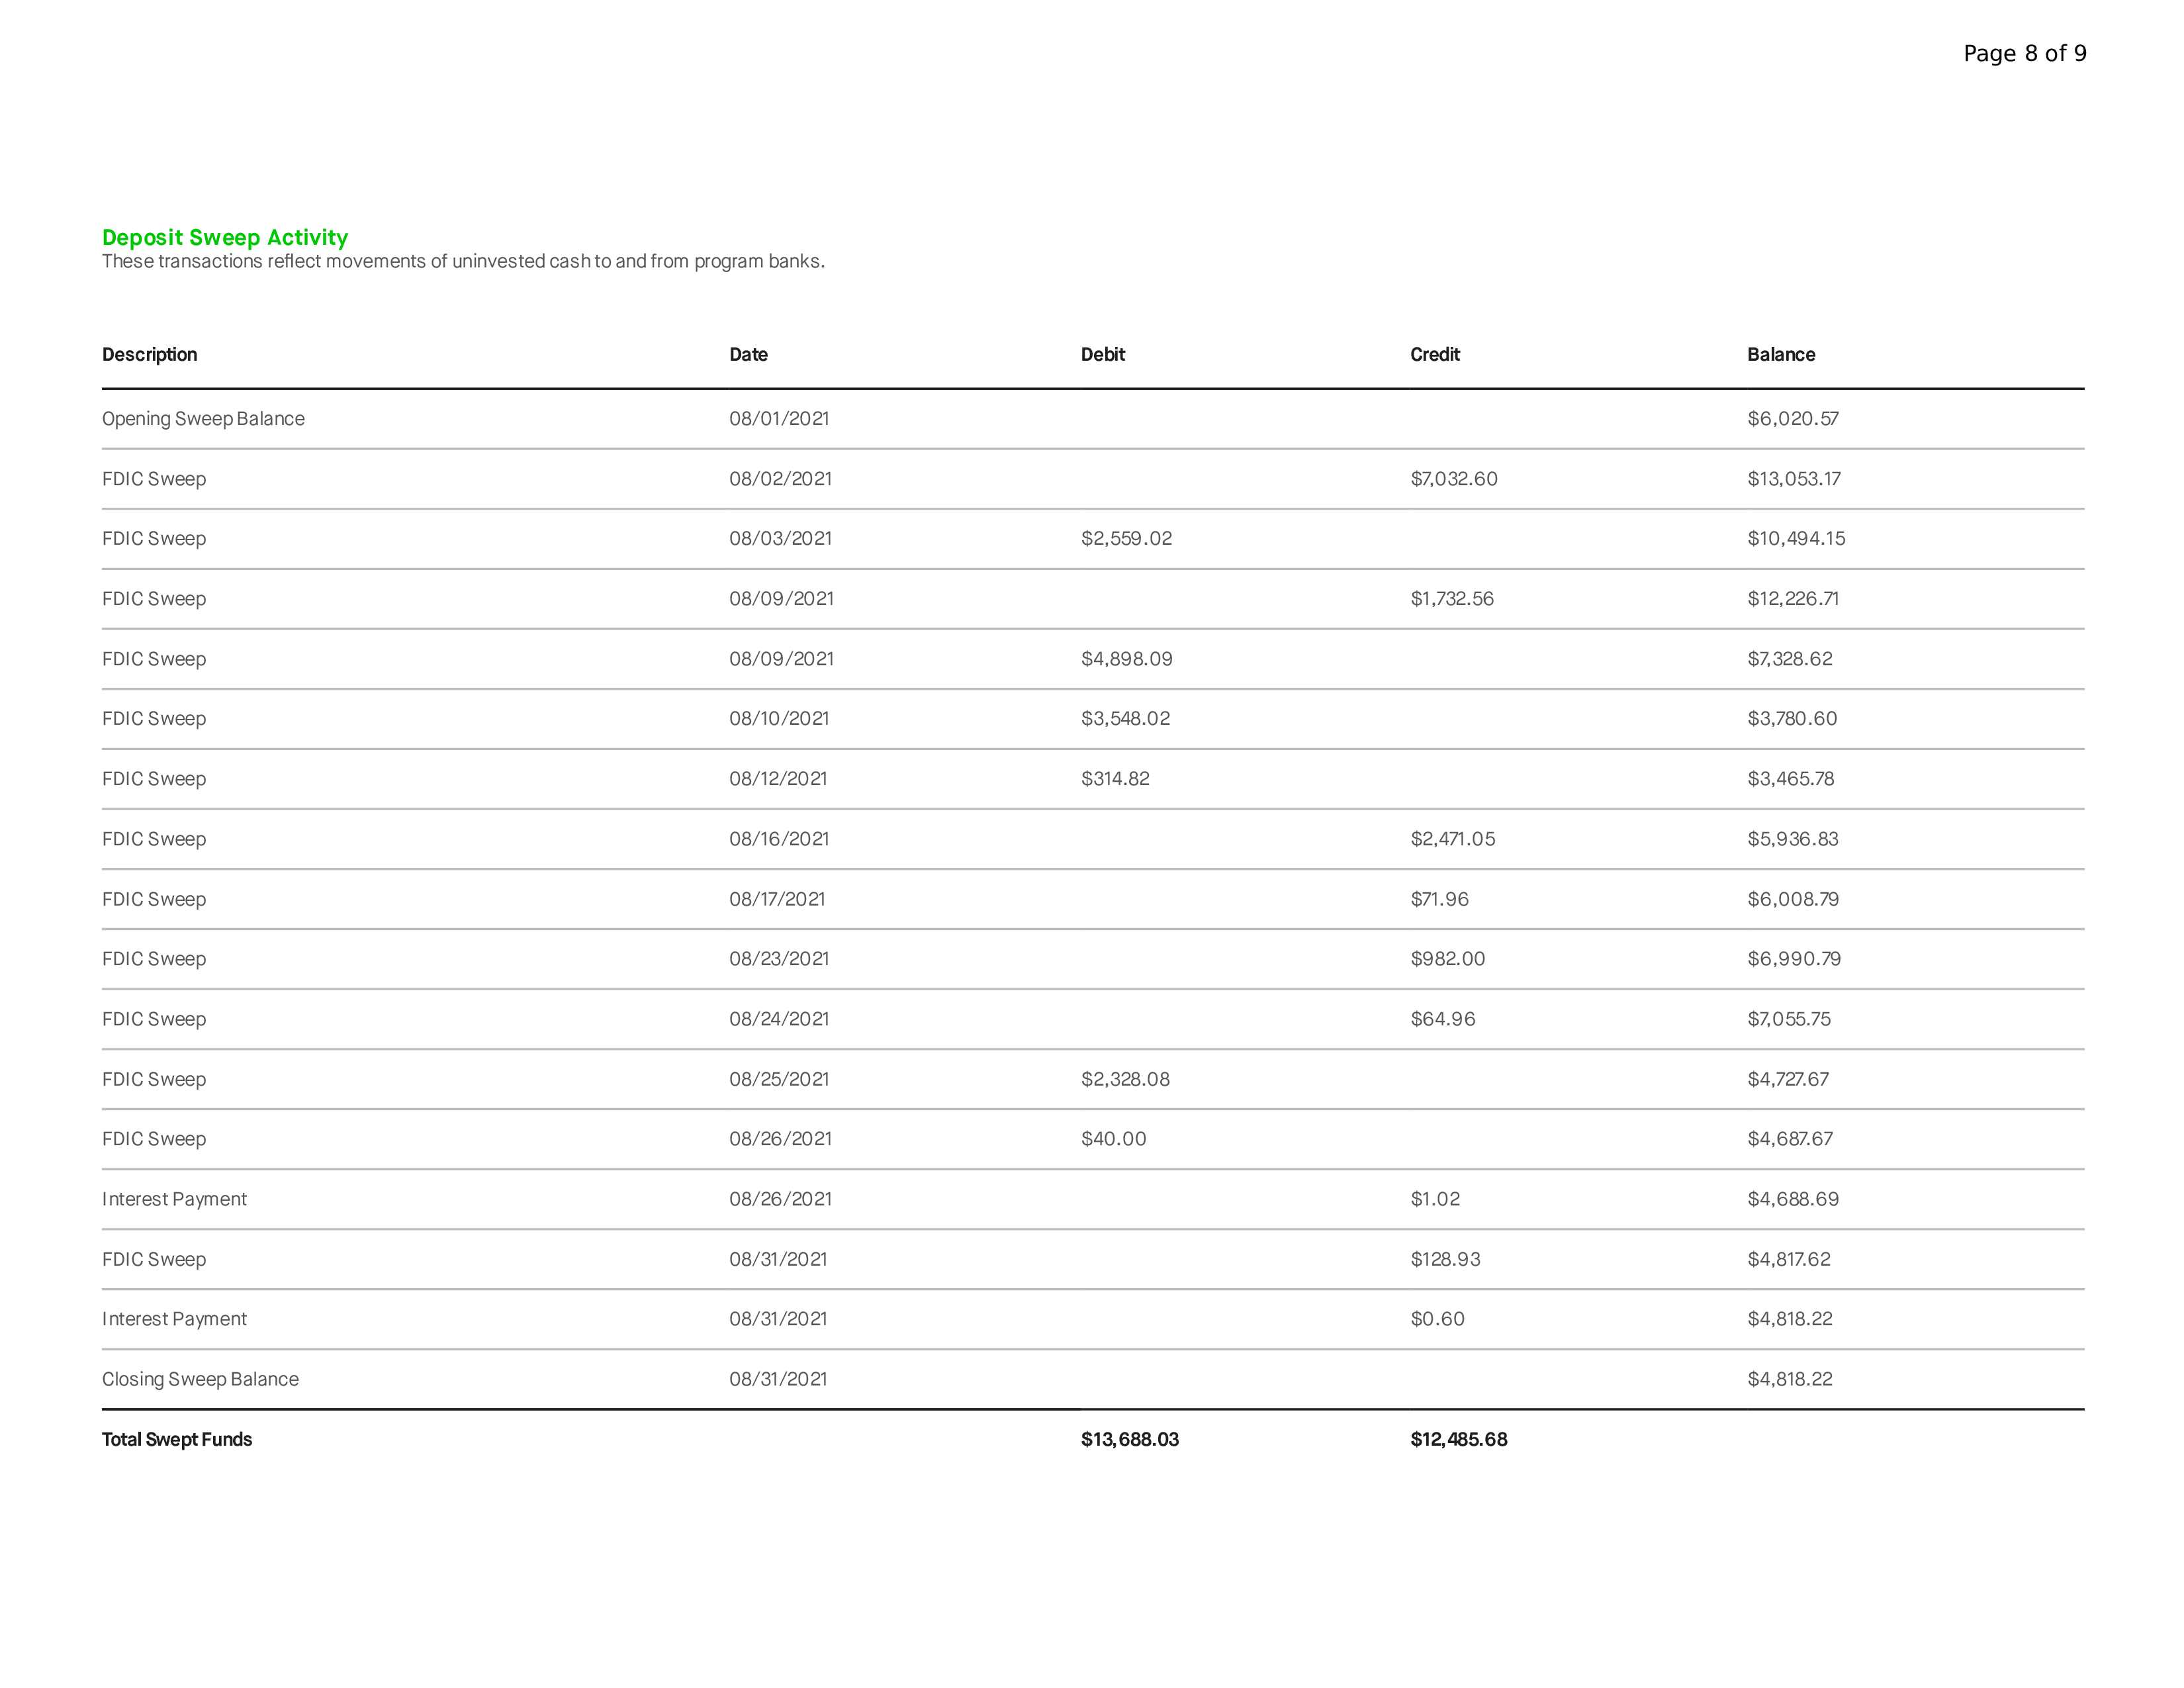 Page 8 of 9
Deposit Sweep Activity
These transactions reflect movements of uninvested cash to and from program banks.
Description Date Debit Credit Balance
Opening Sweep Balance 08/01/2021 $6,020.57
FDIC Sweep 08/02/2021 $7,032.60 $13,053.17
FDIC Sweep 08/03/2021 $2,559.02 $10,494.15
FDIC Sweep 08/09/2021 $1,732.56 $12,226.71
FDIC Sweep 08/09/2021 $4,898.09 $7,328.62
FDIC Sweep 08/10/2021 $3,548.02 $3,780.60
FDIC Sweep 08/12/2021 $314.82 $3,465.78
FDIC Sweep 08/16/2021 $2,471.05 $5,936.83
FDIC Sweep 08/17/2021 $71.96 $6,008.79
FDIC Sweep 08/23/2021 $982.00 $6,990.79
FDIC Sweep 08/24/2021 $64.96 $7,055.75
FDIC Sweep 08/25/2021 $2,328.08 $4,727.67
FDIC Sweep 08/26/2021 $40.00 $4,687.67
Interest Payment 08/26/2021 $1.02 $4,688.69
FDIC Sweep 08/31/2021 $128.93 $4,817.62
Interest Payment 08/31/2021 $0.60 $4,818.22
Closing Sweep Balance 08/31/2021 $4,818.22
Total Swept Funds $13,688.03 $12,485.68